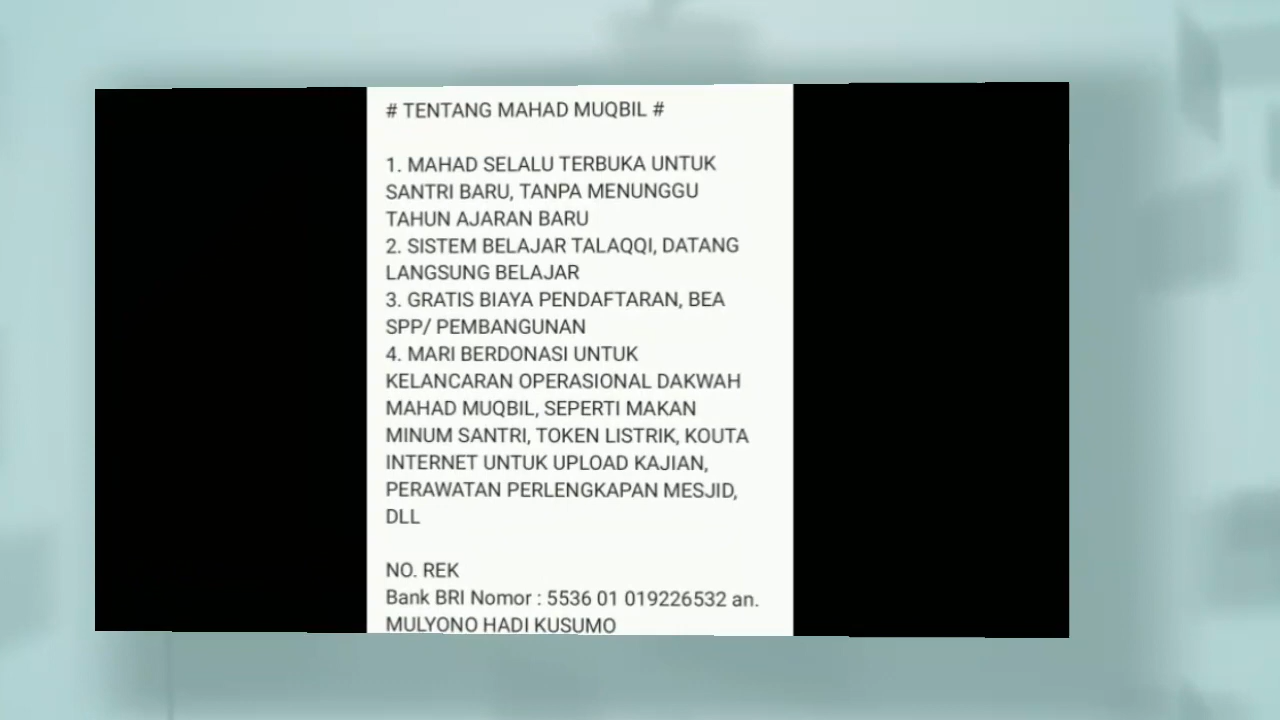 # TENTANG MAHAD MUQBIL #
1. MAHAD SELALU TERBUKA UNTUK
SANTRI BARU, TANPA MENUNGGU
TAHUN AJARAN BARU
2. SISTEM BELAJAR TALAQQI, DATANG
LANGSUNG BELAJAR
3. GRATIS BIAYA PENDAFTARAN, BEA
SPP/ PEMBANGUNAN
4. MARI BERDONASI UNTUK
KELANCARAN OPERASIONAL DAKWAH
MAHAD MUQBIL, SEPERTI MAKAN
MINUM SANTRI, TOKEN LISTRIK, KOUTA
INTERNET UNTUK UPLOAD KAJIAN,
PERAWATAN PERLENGKAPAN MESJID,
DLL
NO. REK
Bank BRI Nomor : 5536 01 019226532 an.
MULYONO HADI KUSUMO